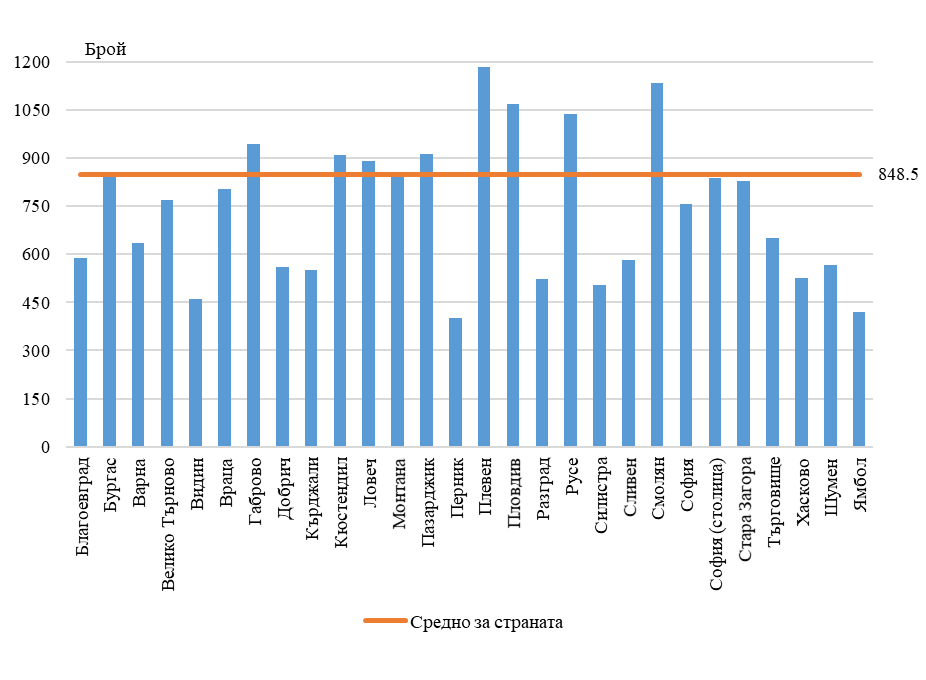 Брой
1200
1050
900
750
600
450
300
150
0
848.5
Благоевград
Бургас
Варна
Велико Търново
Видин
Враца
Габрово
Добрич
Кърджали
Кюстендил
Ловеч
Монтана
Пазарджик
Перник
Плевен
Пловдив
Разград
Русе
Силистра
Сливен
Смолян
София
София (столица)
Стара Загора
Търговище
Хасково
Шумен
Ямбол
Средно за страната